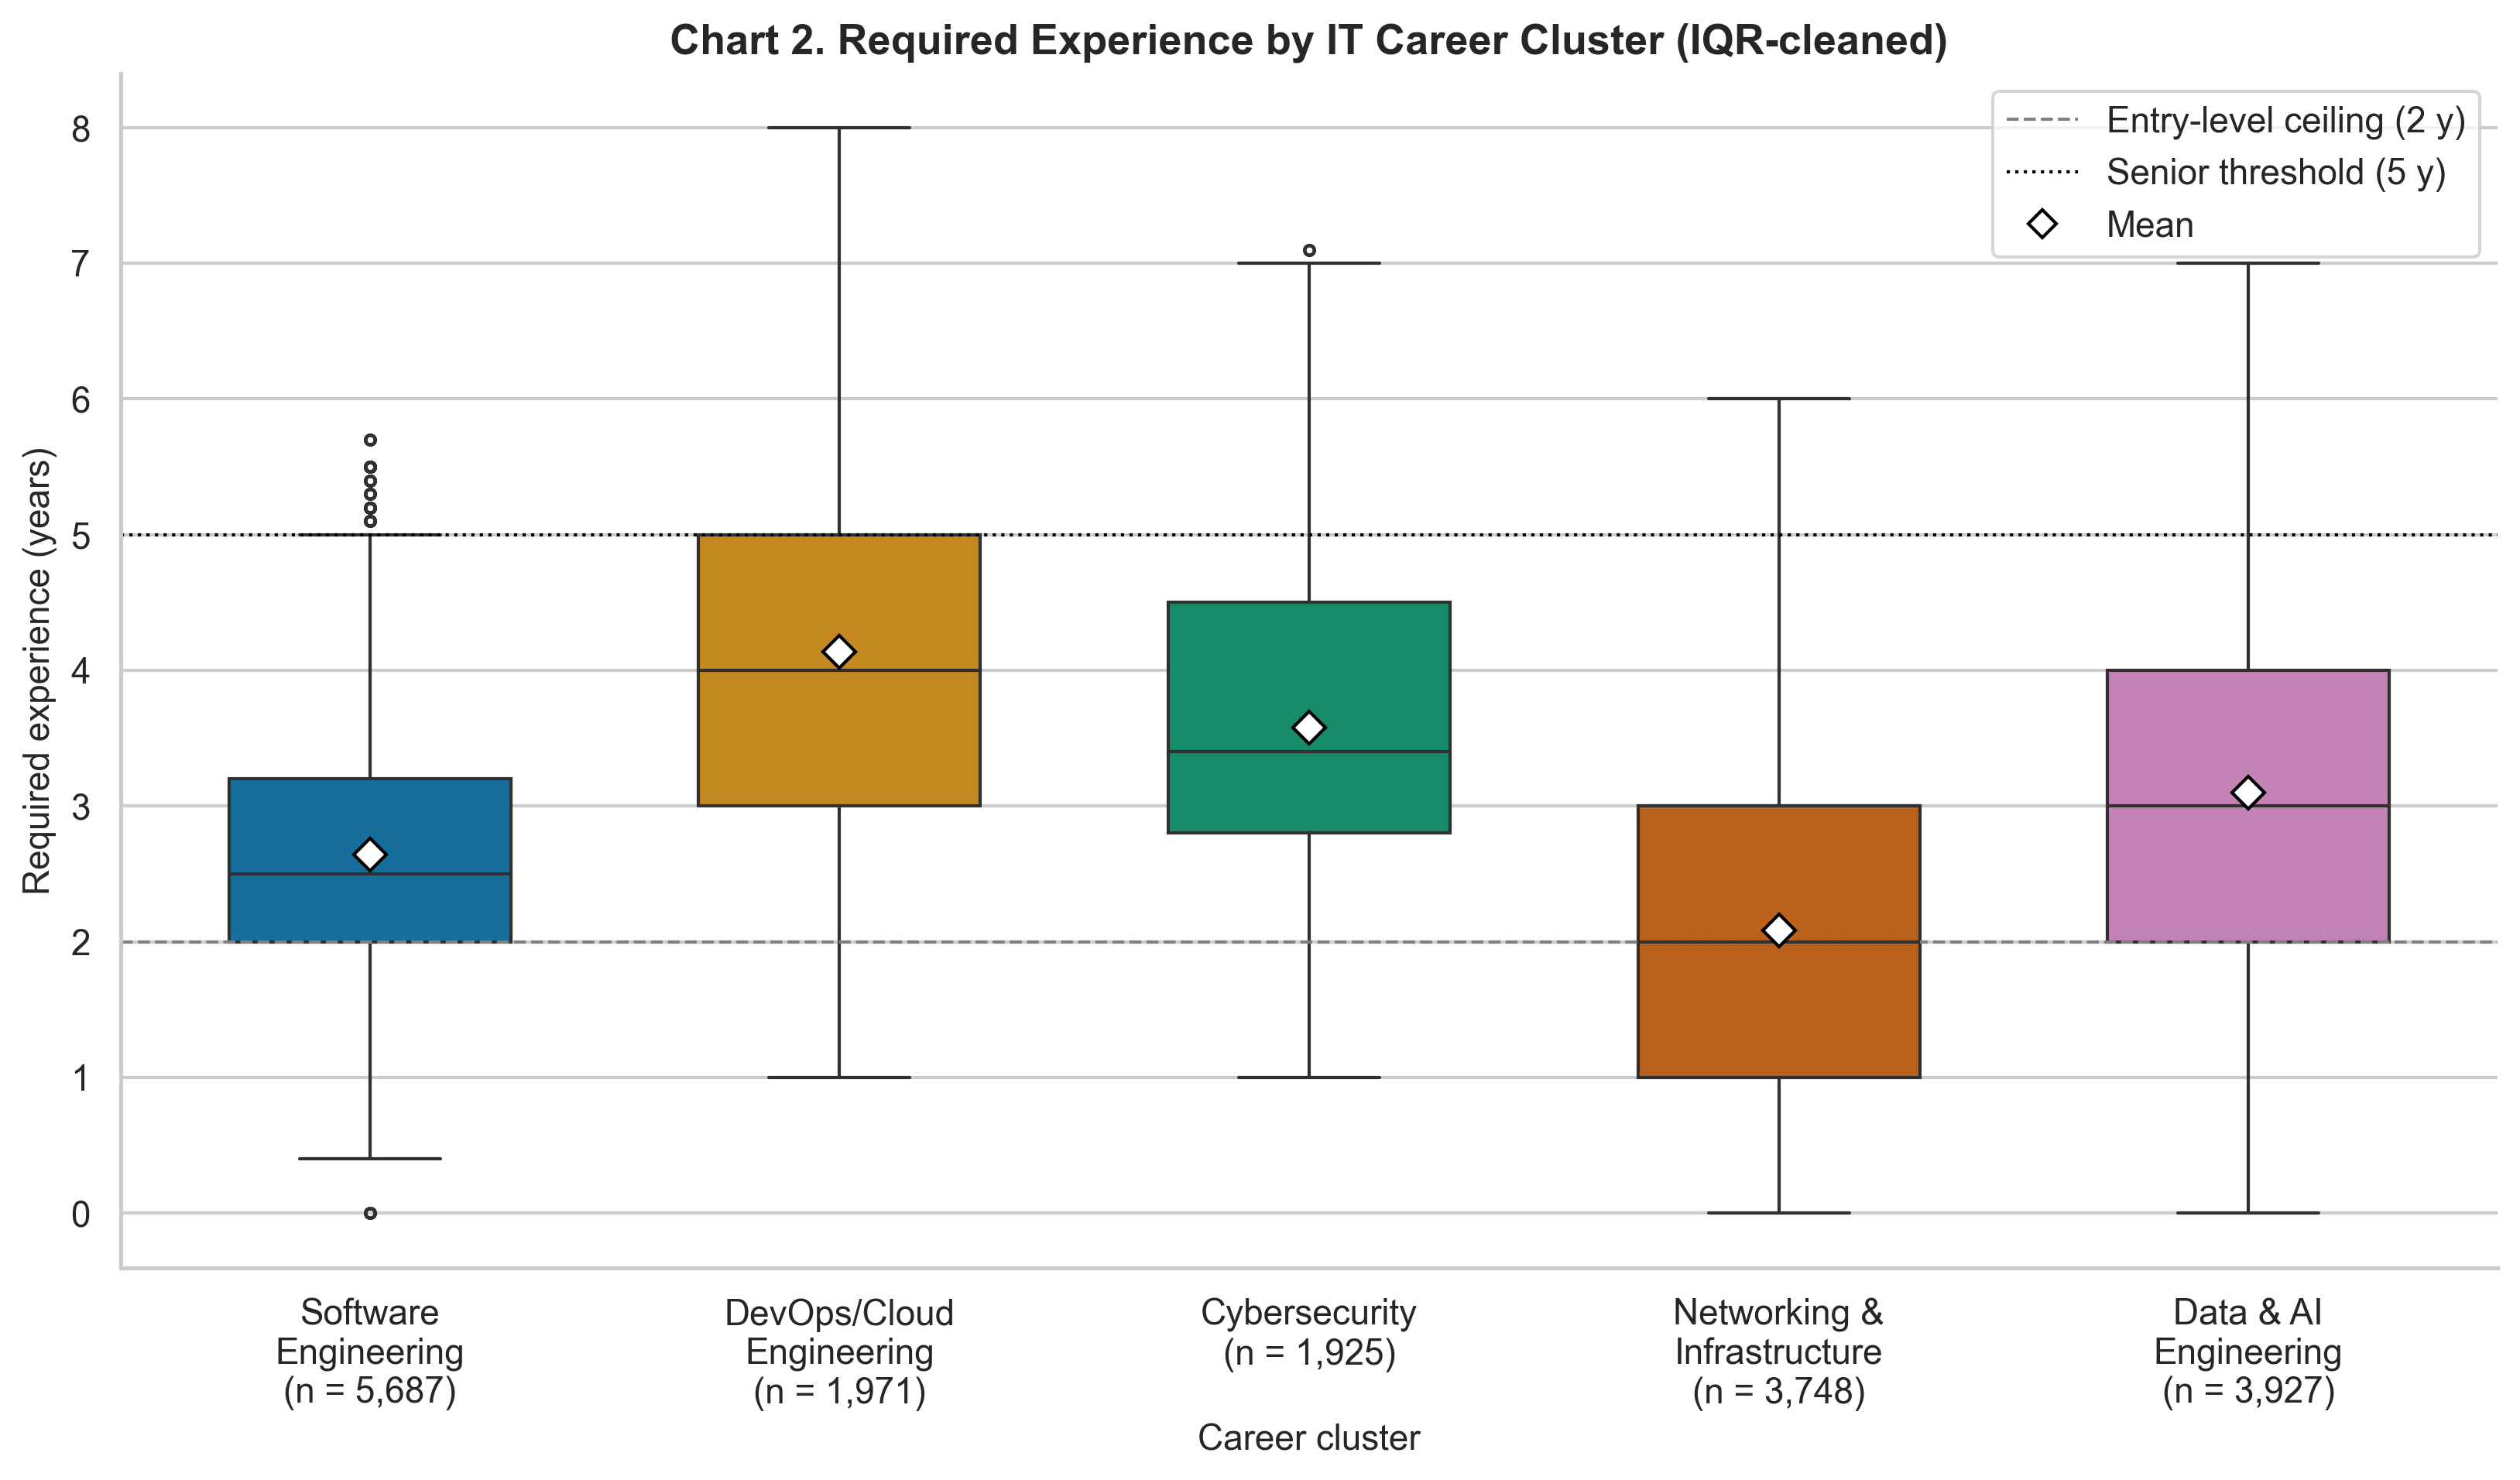 Chart 2. Required Experience by IT Career Cluster (IQR-cleaned)
Entry-level ceiling (2 y)
Senior threshold (5 y)
Mean
Required experience (years)
8
7
6
5
4
3
2
1
0
Software
Engineering
(n = 5,687)
DevOps/Cloud
Engineering
(n = 1,971)
Cybersecurity
(n = 1,925)
Networking &
Infrastructure
(n = 3,748)
Data & AI
Engineering
(n = 3,927)
Career cluster